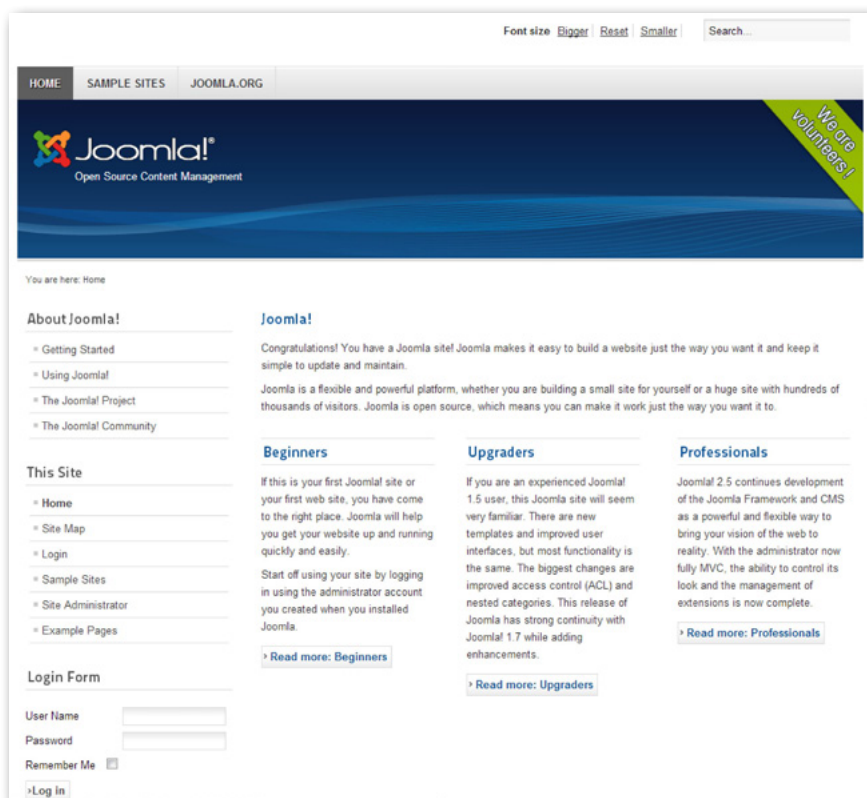 Font size Bigger Reset Smaller Search...
HOME SAMPLE SITES JOOMLA.ORG
We are
volunteers!
Joomla!®
Open Source Content Management
You are here: Home
About Joomla!
Getting Started
Using Joomla!
The Joomla! Project
The Joomla! Community
This Site
Home
Site Map
Login
Sample Sites
Site Administrator
Example Pages
Login Form
User Name
Password
Remember Me
Log in
Joomla!
Congratulations! You have a Joomla site! Joomla makes it easy to build a website just the way you want it and keep it
simple to update and maintain.
Joomla is a flexible and powerful platform, whether you are building a small site for yourself or a huge site with hundreds of
thousands of visitors. Joomla is open source, which means you can make it work just the way you want it to.
Beginners
If this is your first Joomla! site or
your first web site, you have come
to the right place. Joomla will help
you get your website up and running
quickly and easily.
Start off using your site by logging
in using the administrator account
you created when you installed
Joomla.
Read more: Beginners
Upgraders
If you are an experienced Joomla!
1.5 user, this Joomla site will seem
very familiar. There are new
templates and improved user
interfaces, but most functionality is
the same. The biggest changes are
improved access control (ACL) and
nested categories. This release of
Joomla has strong continuity with
Joomla! 1.7 while adding
enhancements.
Read more: Upgraders
Professionals
Joomla! 2.5 continues development
of the Joomla Framework and CMS
as a powerful and flexible way to
bring your vision of the web to
reality. With the administrator now
fully MVC, the ability to control its
look and the management of
extensions is now complete.
Read more: Professionals